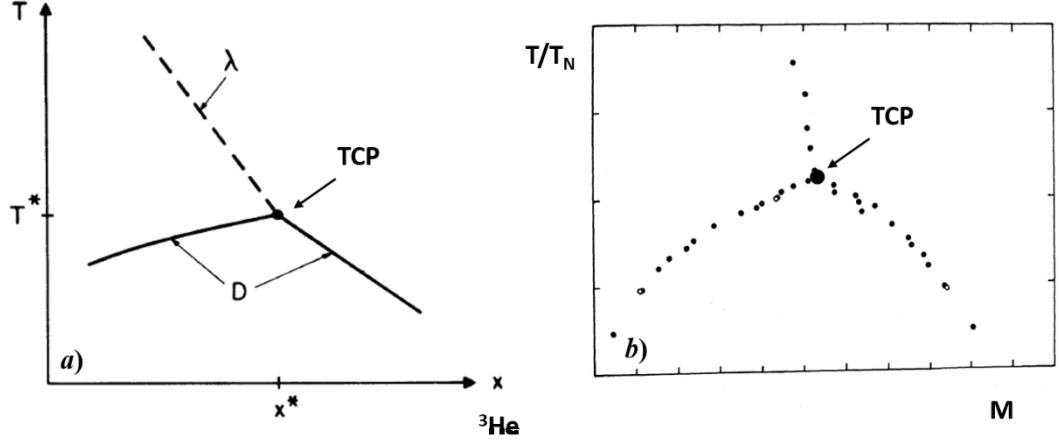 T
λ
TCP
T*
D
a)
x*
x
³He
T/T_N
TCP
b)
M